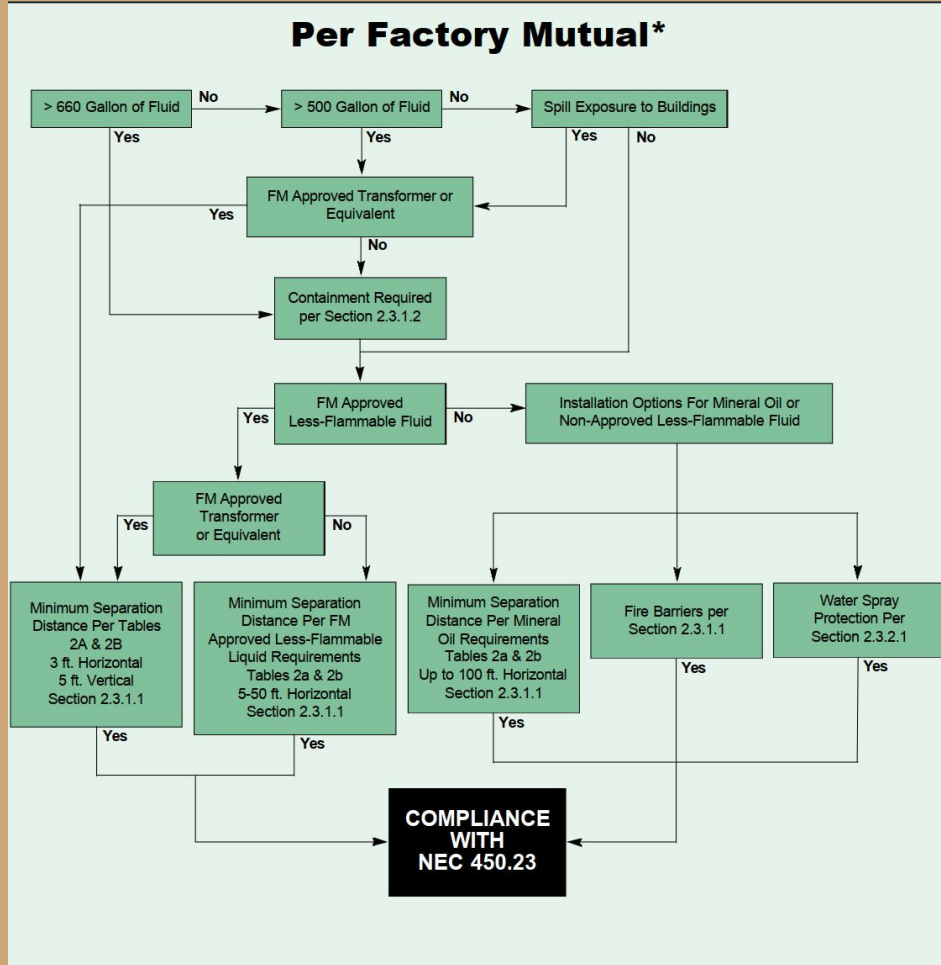 Per Factory Mutual*
> 660 Gallon of Fluid
No
> 500 Gallon of Fluid
No
Spill Exposure to Buildings
Yes
Yes
Yes
No
FM Approved Transformer or
Equivalent
Yes
No
Containment Required
per Section 2.3.1.2
FM Approved
Less-Flammable Fluid
Yes
No
Installation Options For Mineral Oil or
Non-Approved Less-Flammable Fluid
FM Approved
Transformer
or Equivalent
Yes
No
Minimum Separation
Distance Per Tables
2A & 2B
3 ft. Horizontal
5 ft. Vertical
Section 2.3.1.1
Yes
Minimum Separation
Distance Per FM
Approved Less-Flammable
Liquid Requirements
Tables 2a & 2b
5-50 ft. Horizontal
Section 2.3.1.1
Yes
Minimum Separation
Distance Per Mineral
Oil Requirements
Tables 2a & 2b
Up to 100 ft. Horizontal
Section 2.3.1.1
Yes
Fire Barriers per
Section 2.3.1.1
Yes
Water Spray
Protection Per
Section 2.3.2.1
Yes
COMPLIANCE
WITH
NEC 450.23